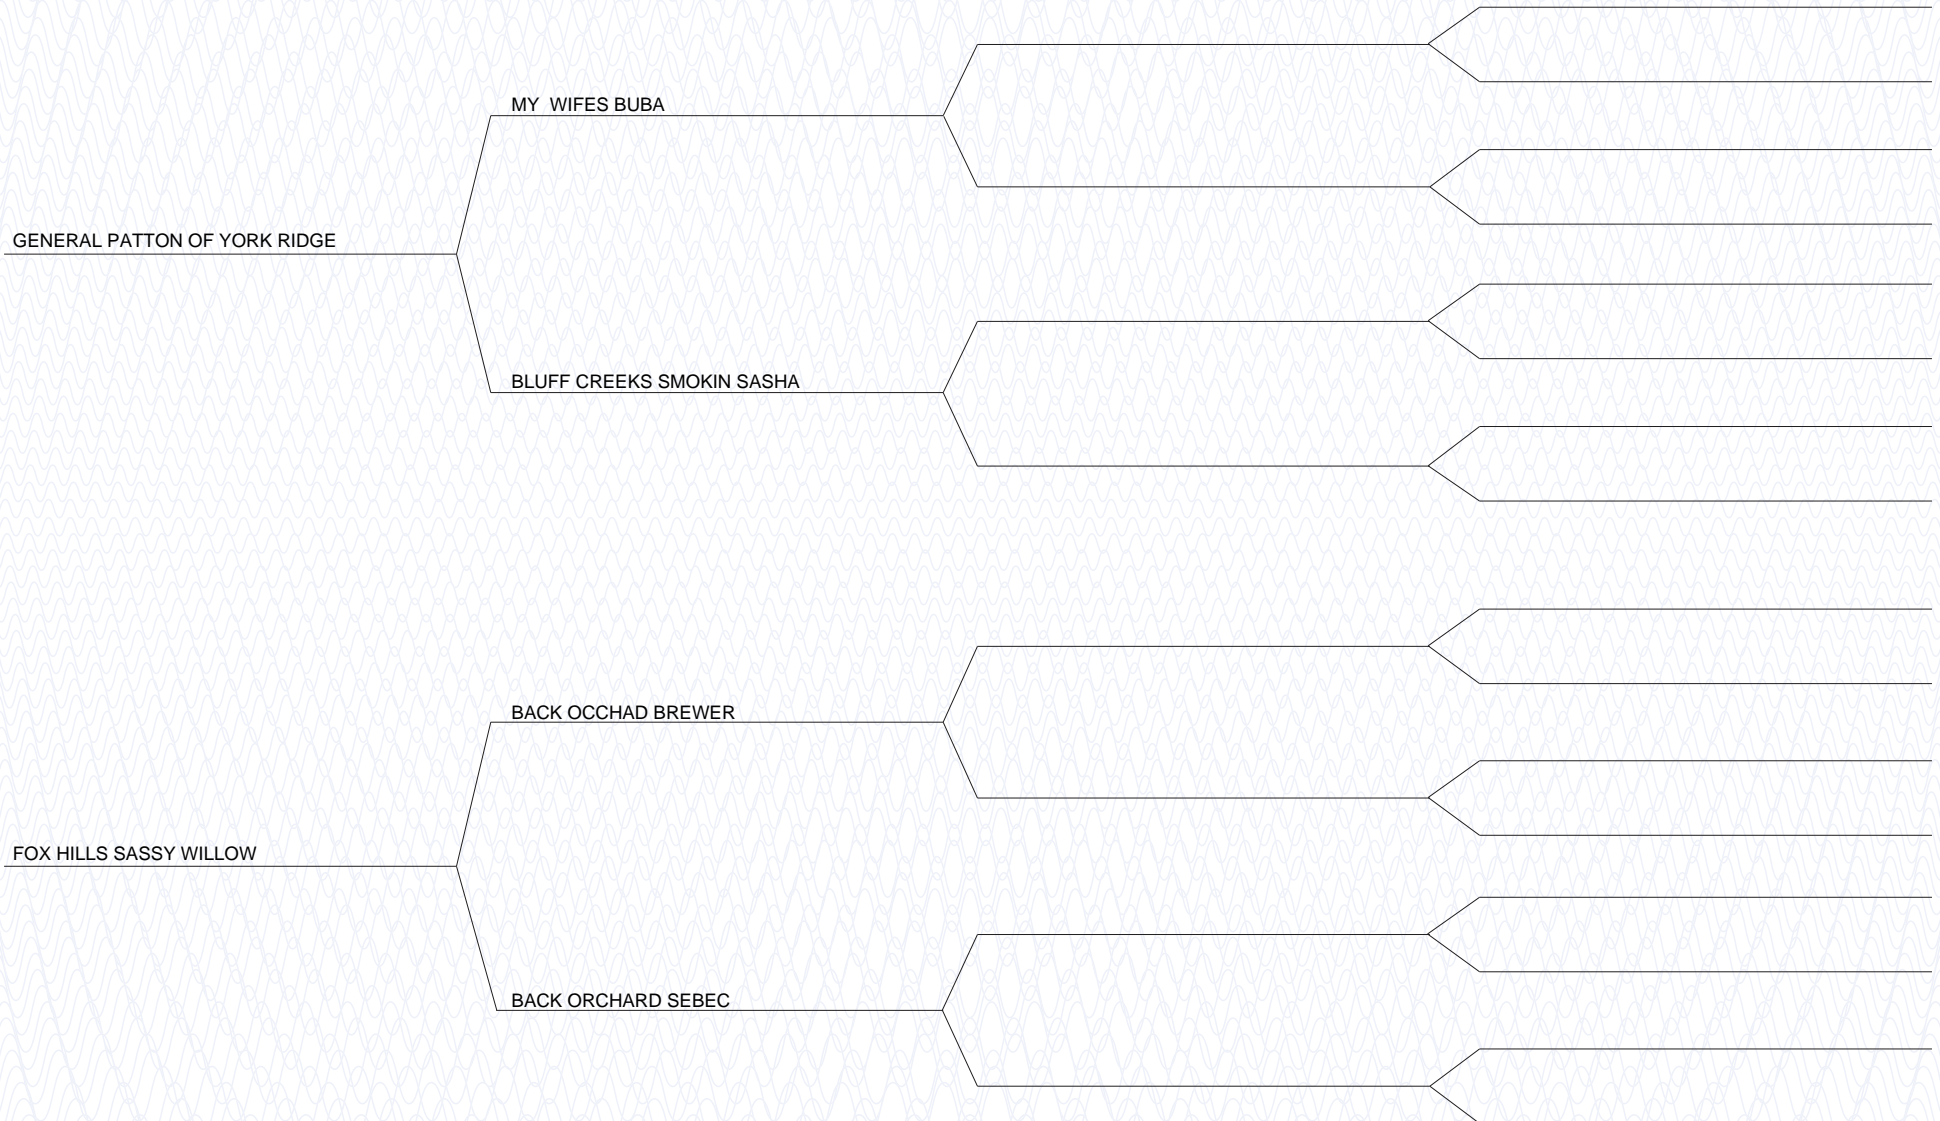 MY  WIFES BUBA
GENERAL PATTON OF YORK RIDGE
BLUFF CREEKS SMOKIN SASHA
BACK OCCHAD BREWER
FOX HILLS SASSY WILLOW
BACK ORCHARD SEBEC